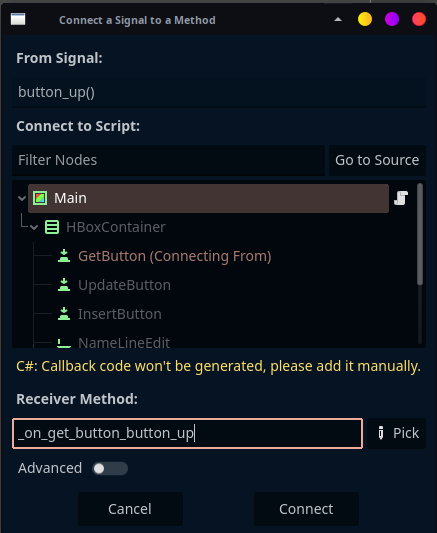 Connect a Signal to a Method
From Signal:
button_up()
Connect to Script:
Filter Nodes Go to Source
Main
HBoxContainer
GetButton (Connecting From)
UpdateButton
InsertButton
NameLineEdit
C#: Callback code won't be generated, please add it manually.
Receiver Method:
_on_get_button_button_up Pick
Advanced
Cancel Connect